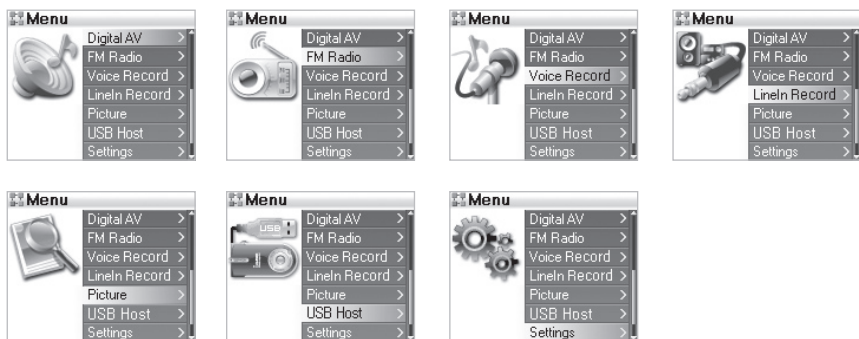 Menu
Digital AV >
FM Radio >
Voice Record >
LineIn Record >
Picture >
USB Host >
Settings >
Menu
Digital AV >
FM Radio >
Voice Record >
LineIn Record >
Picture >
USB Host >
Settings >
Menu
Digital AV >
FM Radio >
Voice Record >
LineIn Record >
Picture >
USB Host >
Settings >
Menu
Digital AV >
FM Radio >
Voice Record >
LineIn Record >
Picture >
USB Host >
Settings >
Menu
Digital AV >
FM Radio >
Voice Record >
LineIn Record >
Picture >
USB Host >
Settings >
Menu
USB
Digital AV >
FM Radio >
Voice Record >
LineIn Record >
Picture >
USB Host >
Settings >
Menu
Digital AV >
FM Radio >
Voice Record >
LineIn Record >
Picture >
USB Host >
Settings >